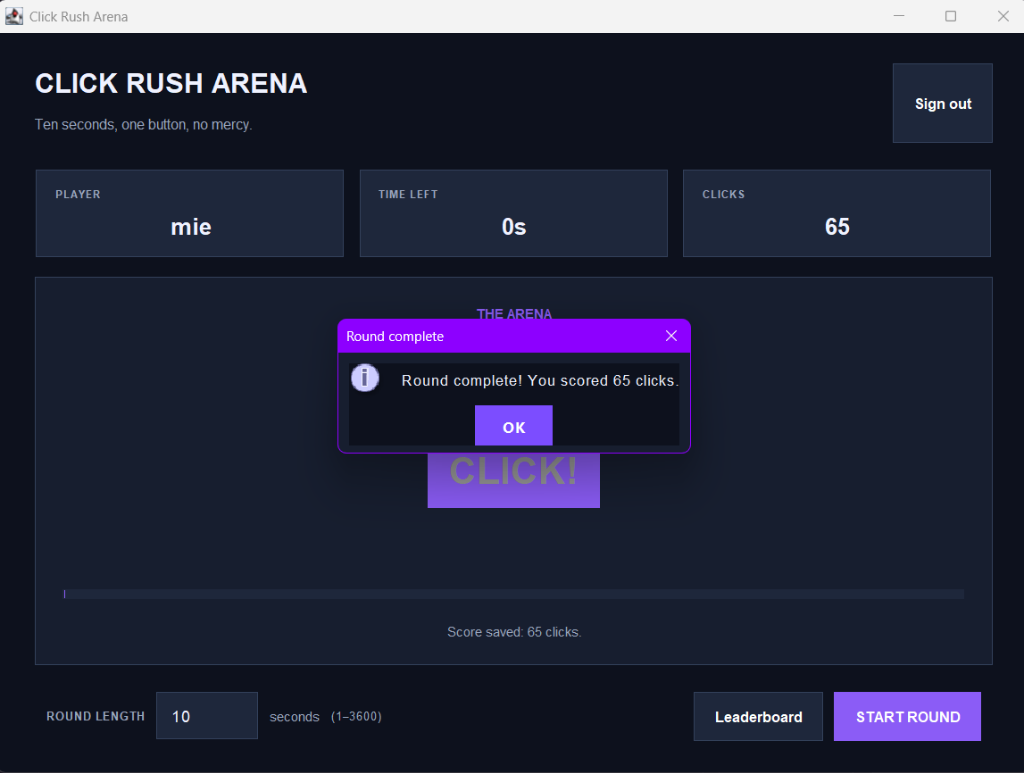 Click Rush Arena
CLICK RUSH ARENA
Ten seconds, one button, no mercy.
Sign out
PLAYER
mie
TIME LEFT
0s
CLICKS
65
THE ARENA
Round complete
Round complete! You scored 65 clicks.
OK
CLICK!
Score saved: 65 clicks.
ROUND LENGTH 10 seconds (1–3600)
Leaderboard
START ROUND